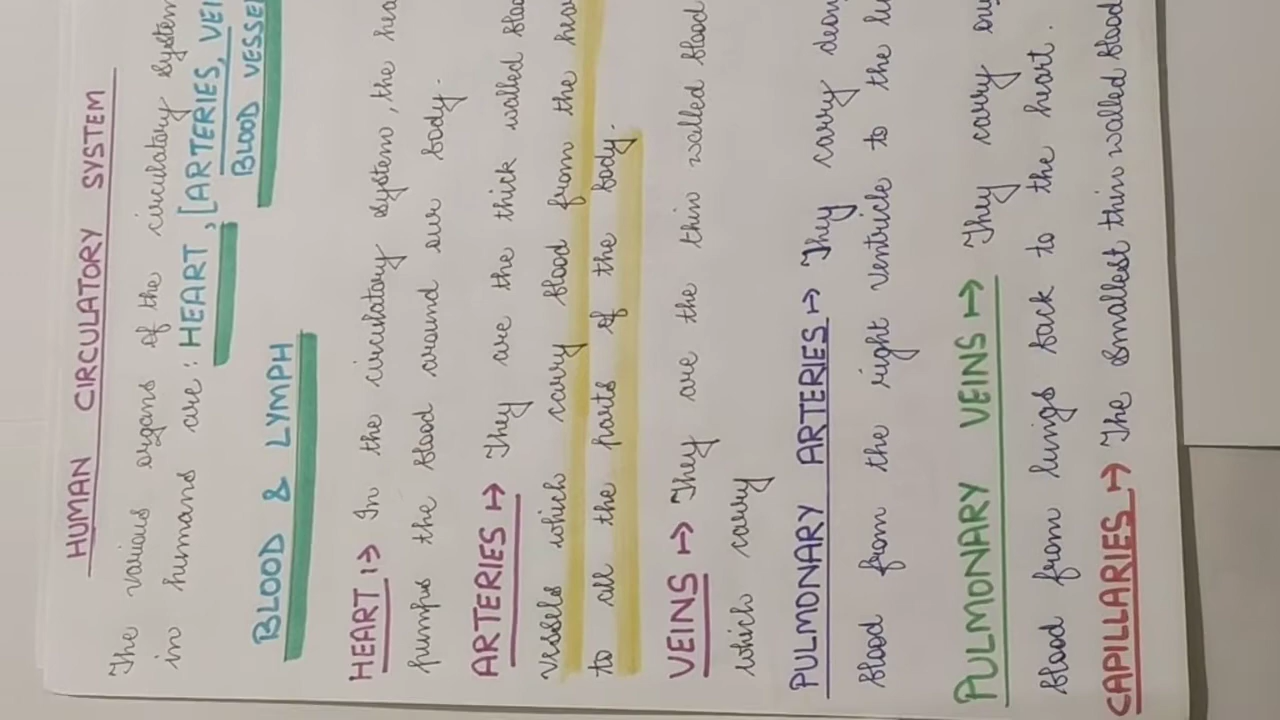 HUMAN CIRCULATORY SYSTEM
The various organs of the circulatory system
in humans are : HEART , [ARTERIES, VEI
BLOOD VESSE
BLOOD & LYMPH
HEART :→ In the circulatory system, the hea
pumps the blood around our body.
ARTERIES ↦ They are the thick walled bloo
vessels which carry blood from the hea
to all the parts of the body.
VEINS ↦ They are the thin walled blood
which carry
PULMONARY ARTERIES ↦ They carry deox
blood from the right ventricle to the lu
PULMONARY VEINS ↦ They carry oxy
blood from lungs back to the heart.
CAPILLARIES ↦ The smallest thin walled blood